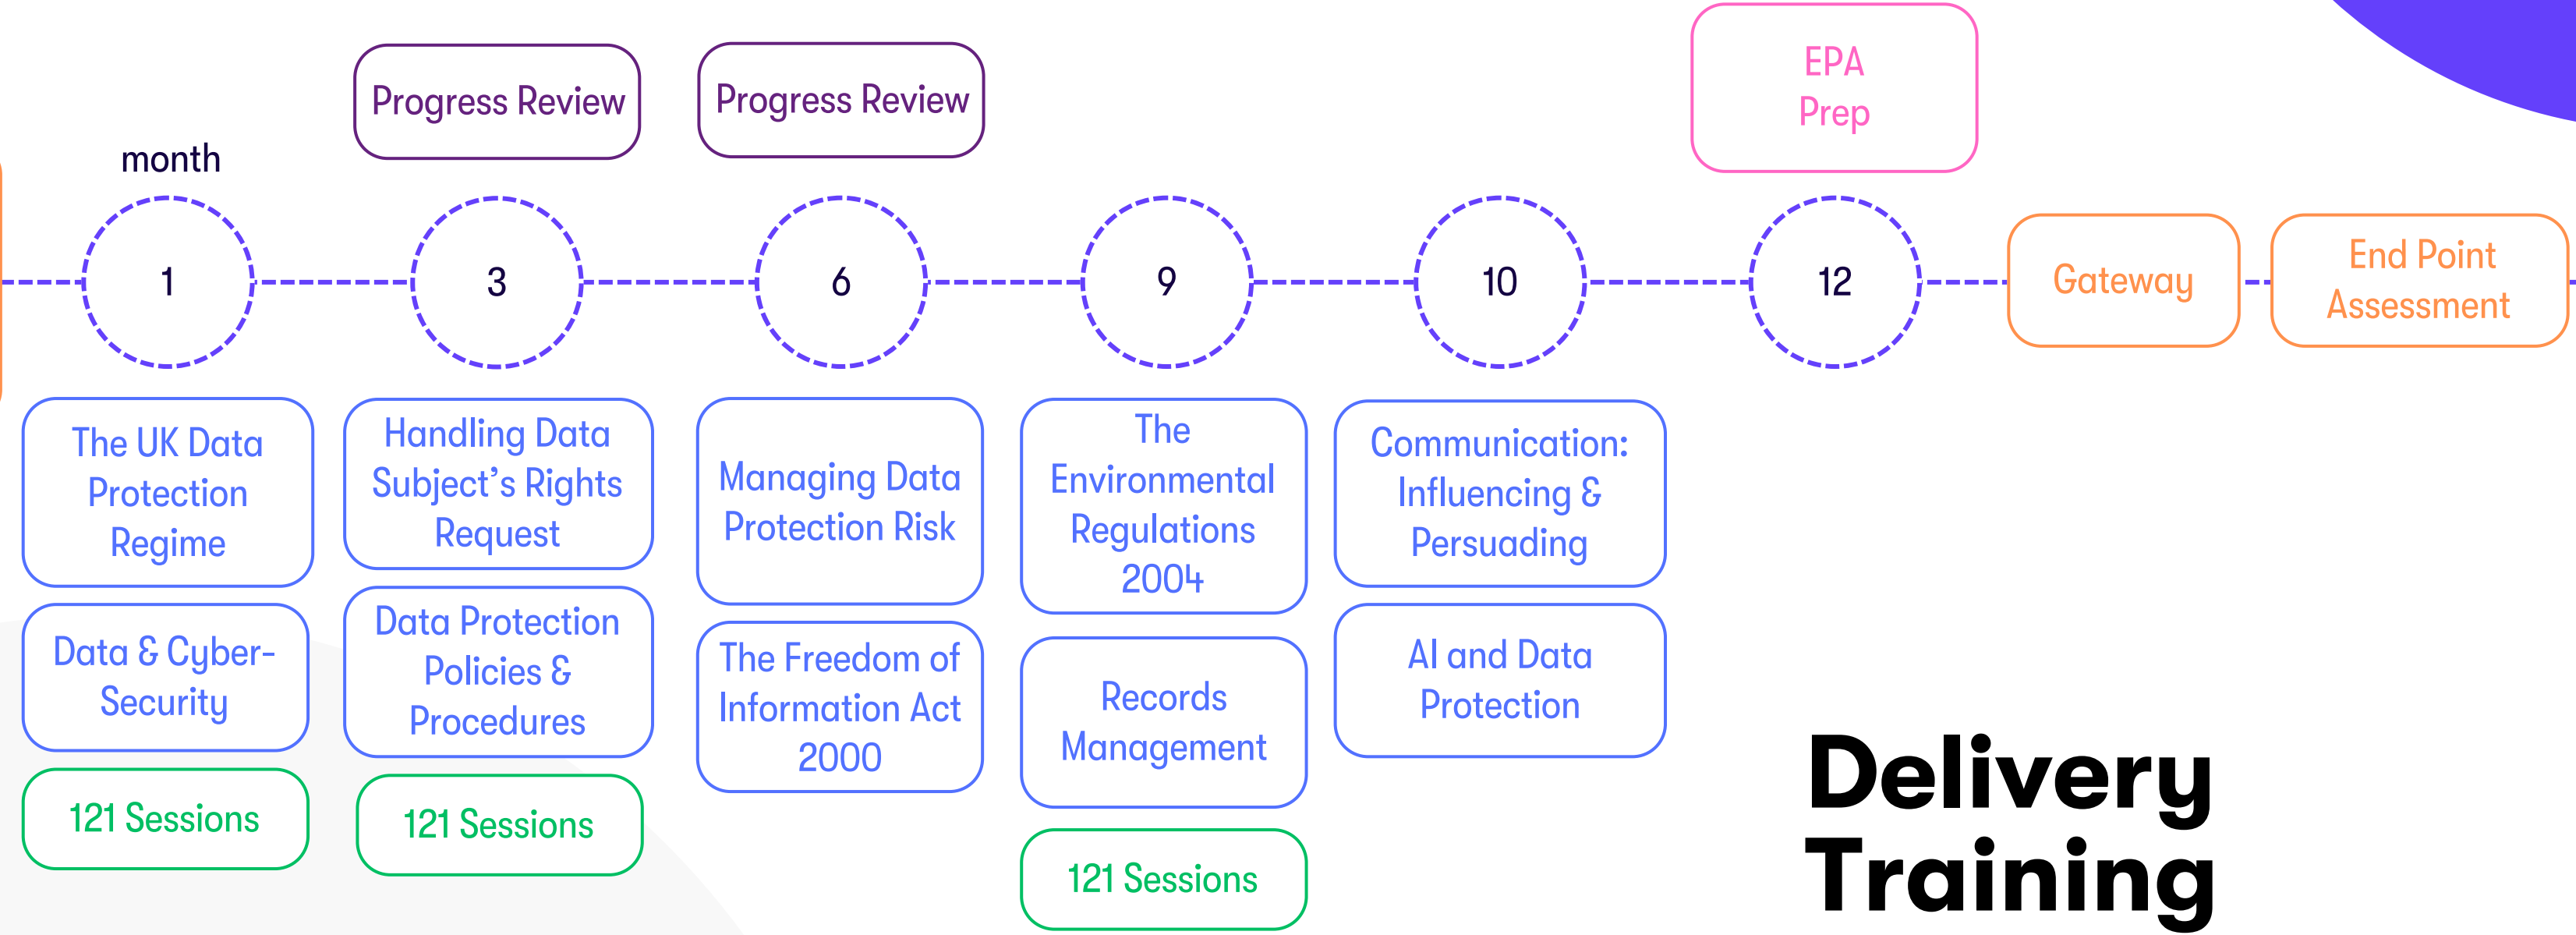 Progress Review
Progress Review
EPA
Prep
month
1
3
6
9
10
12
Gateway
End Point
Assessment
The UK Data
Protection
Regime
Data & Cyber-
Security
121 Sessions
Handling Data
Subject’s Rights
Request
Data Protection
Policies &
Procedures
121 Sessions
Managing Data
Protection Risk
The Freedom of
Information Act
2000
The
Environmental
Regulations
2004
Records
Management
121 Sessions
Communication:
Influencing &
Persuading
AI and Data
Protection
Delivery
Training